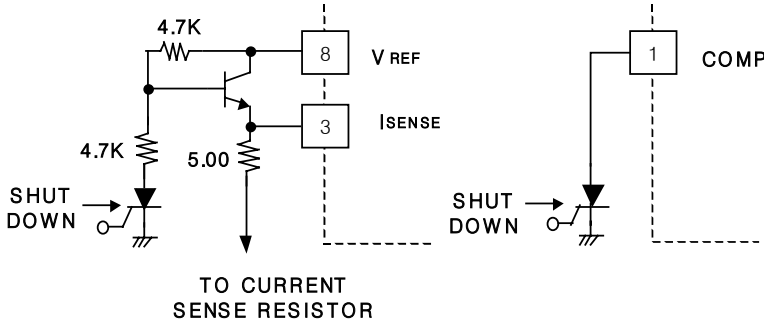 4.7K
8
V REF
1
COMP
3
ISENSE
4.7K
5.00
SHUT
DOWN
SHUT
DOWN
TO CURRENT
SENSE RESISTOR